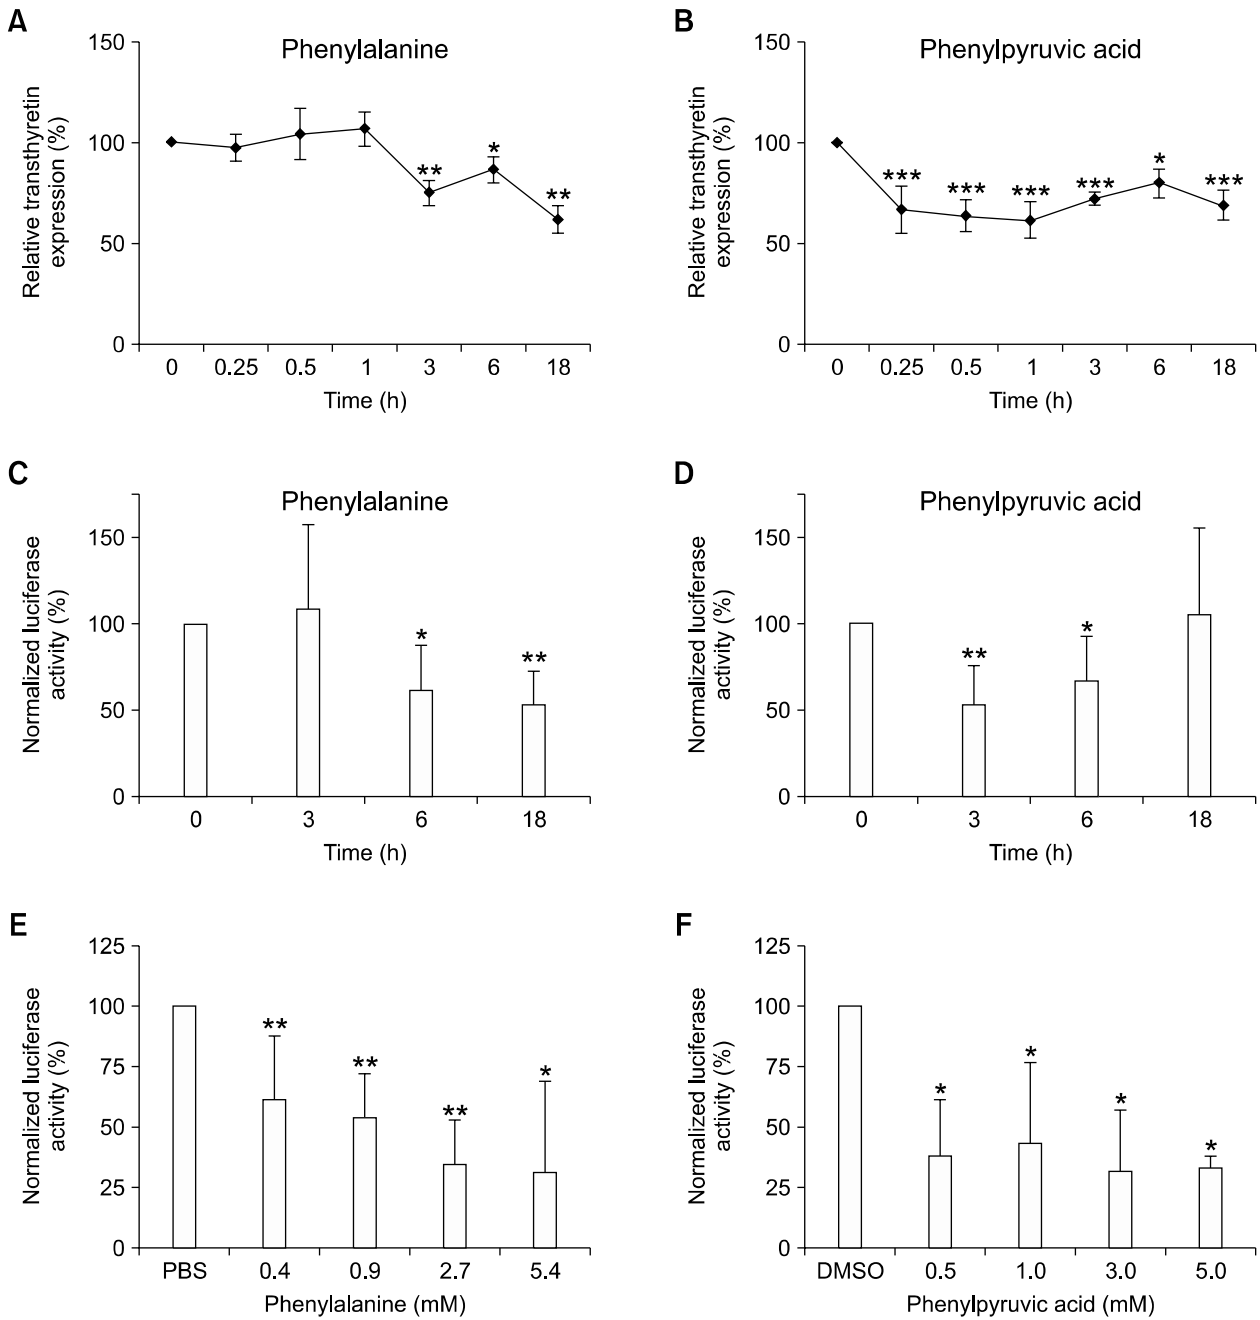 A
Phenylalanine
Relative transthyretin
expression (%)
150
100
50
0
** * **
0 0.25 0.5 1 3 6 18
Time (h)
B
Phenylpyruvic acid
Relative transthyretin
expression (%)
150
100
50
0
*** *** *** *** * ***
0 0.25 0.5 1 3 6 18
Time (h)
C
Phenylalanine
Normalized luciferase
activity (%)
150
100
50
0
* **
0 3 6 18
Time (h)
D
Phenylpyruvic acid
Normalized luciferase
activity (%)
150
100
50
0
** *
0 3 6 18
Time (h)
E
Normalized luciferase
activity (%)
125
100
75
50
25
0
** ** ** *
PBS 0.4 0.9 2.7 5.4
Phenylalanine (mM)
F
Normalized luciferase
activity (%)
125
100
75
50
25
0
* * * *
DMSO 0.5 1.0 3.0 5.0
Phenylpyruvic acid (mM)